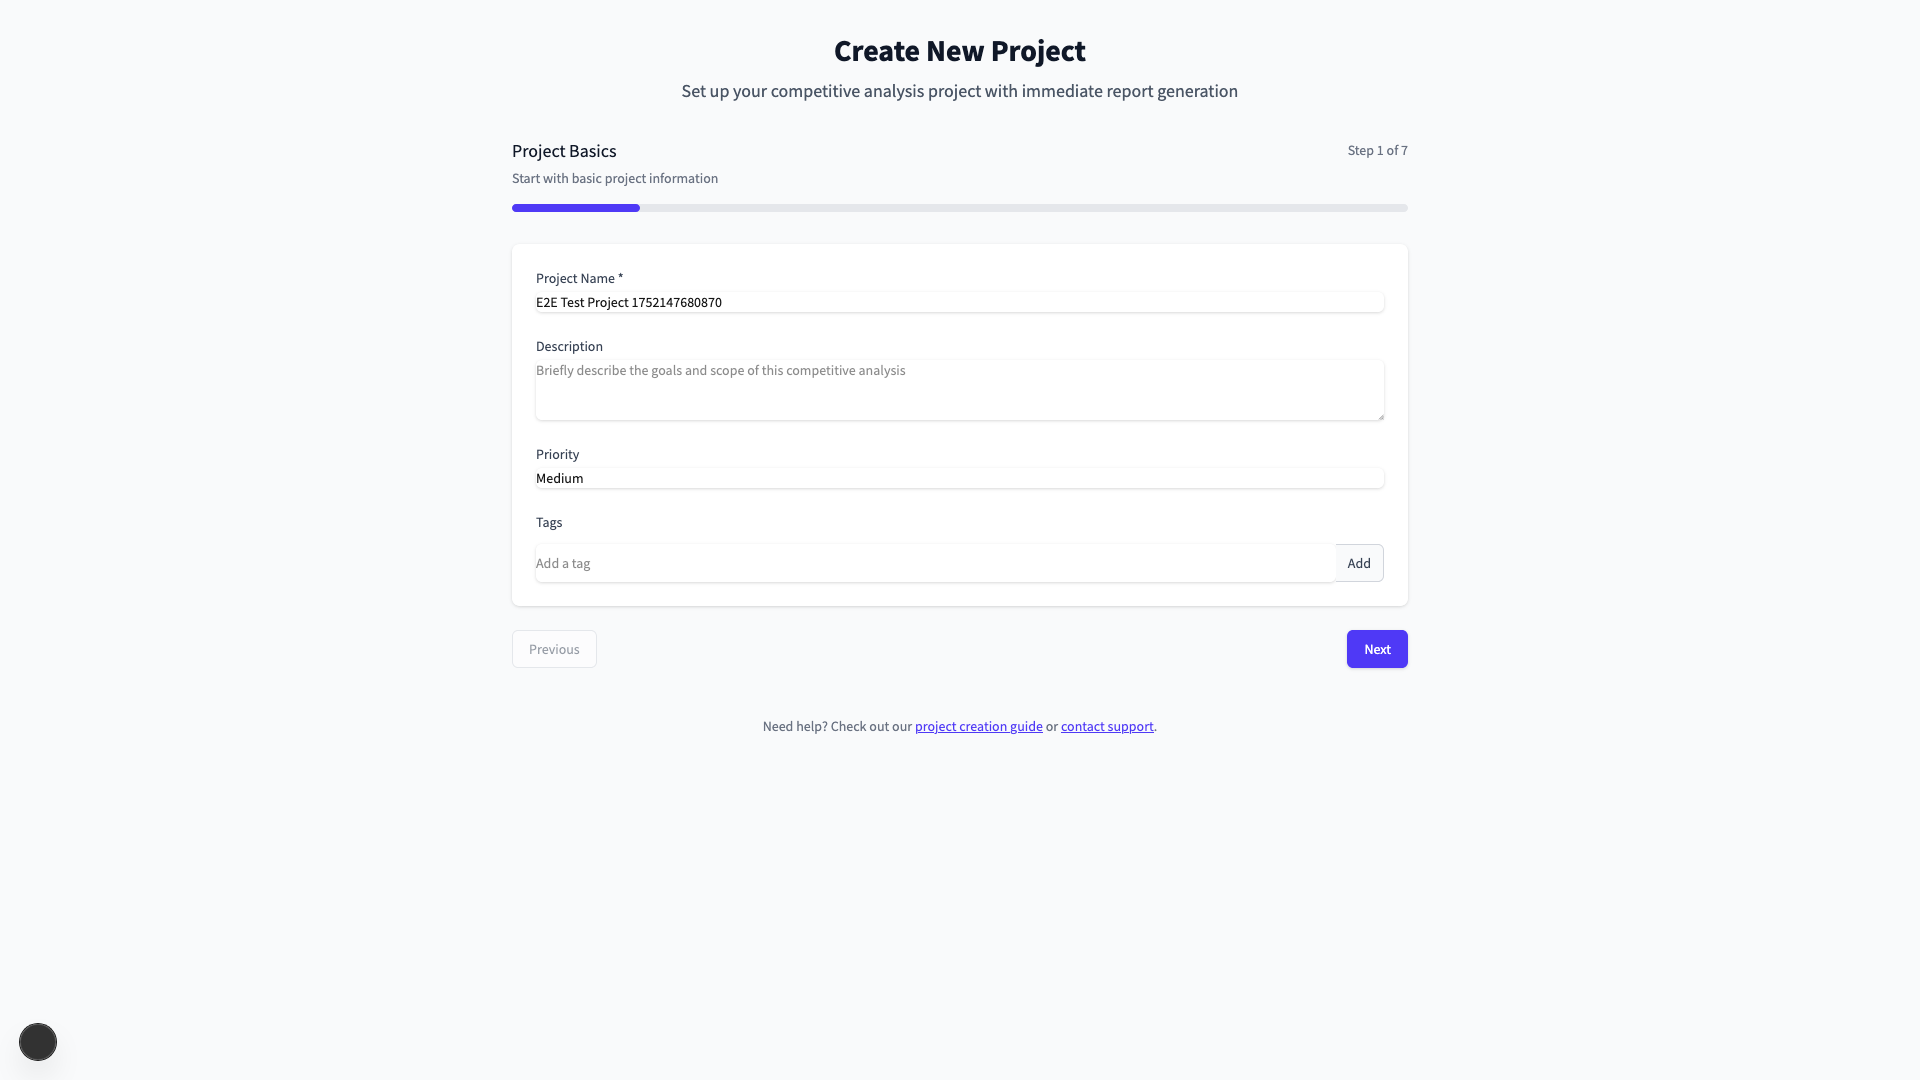 Create New Project
Set up your competitive analysis project with immediate report generation
Project Basics
Step 1 of 7
Start with basic project information
Project Name *
E2E Test Project 1752147680870
Description
Briefly describe the goals and scope of this competitive analysis
Priority
Medium
Tags
Add a tag
Add
Previous
Next
Need help? Check out our project creation guide or contact support.